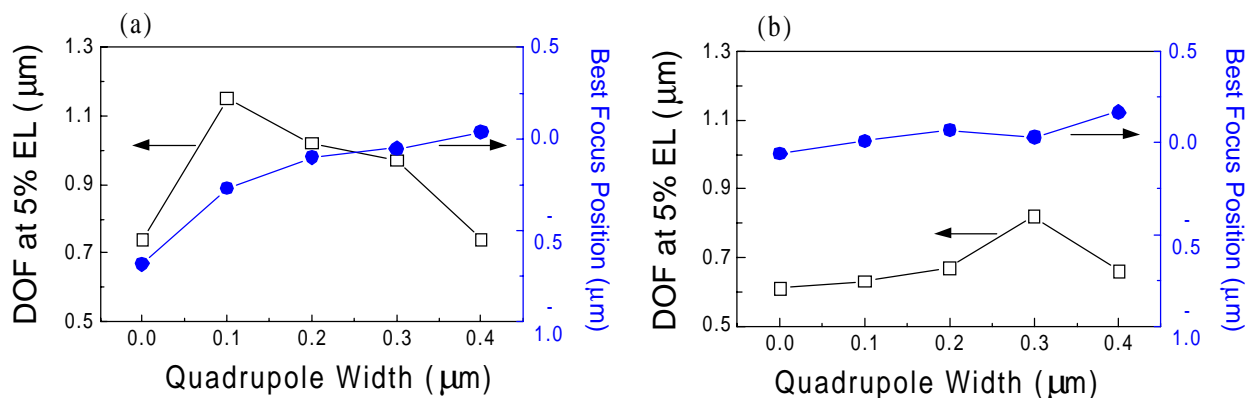 (a)
DOF at 5% EL (μm)
1.3
1.1
0.9
0.7
0.5
0.0 0.1 0.2 0.3 0.4
Quadrupole Width (μm)
0.5
0.0
-
0.5
-
1.0
Best Focus Position (μm)
(b)
DOF at 5% EL (μm)
1.3
1.1
0.9
0.7
0.5
0.0 0.1 0.2 0.3 0.4
Quadrupole Width (μm)
0.5
0.0
-
0.5
-
1.0
Best Focus Position (μm)